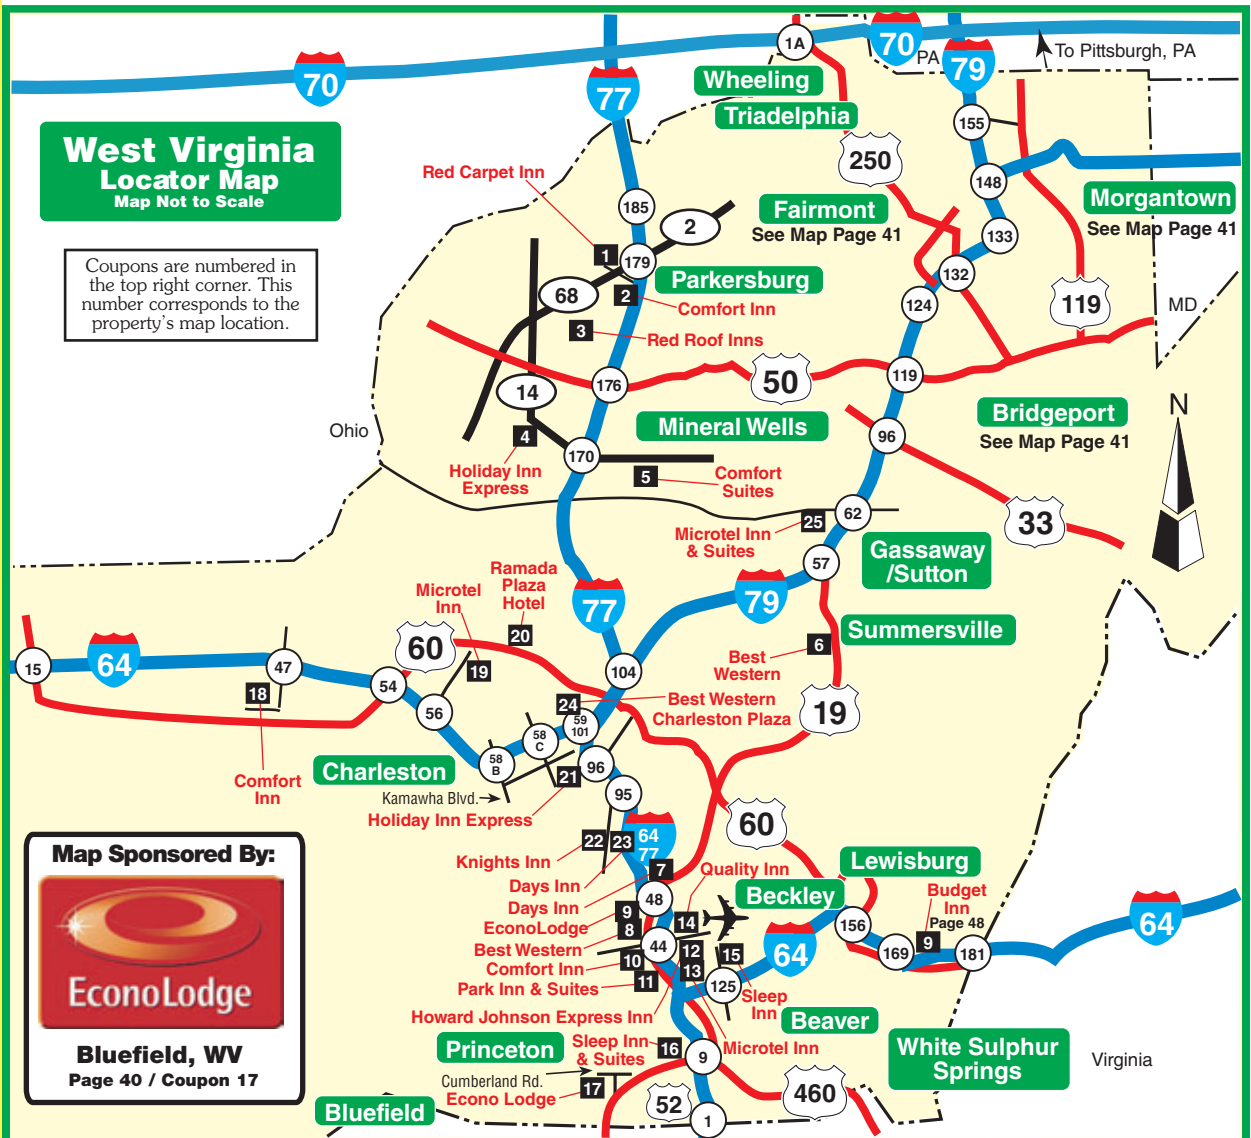 1A
70
PA
79
To Pittsburgh, PA
70
77
Wheeling
Triadelphia
155
West Virginia
Locator Map
Map Not to Scale
250
148
Red Carpet Inn
Morgantown
See Map Page 41
185
2
Fairmont
See Map Page 41
133
Coupons are numbered in
the top right corner. This
number corresponds to the
property's map location.
1
179
Parkersburg
132
68
2
Comfort Inn
124
119
MD
3
Red Roof Inns
50
119
176
14
N
Bridgeport
See Map Page 41
Ohio
4
Mineral Wells
96
170
Holiday Inn
Express
5
Comfort
Suites
33
62
25
Microtel Inn
& Suites
Gassaway
/Sutton
57
Ramada
Plaza
Hotel
Microtel
Inn
77
79
20
60
Summersville
6
Best
Western
15
64
47
19
104
54
18
24
Best Western
Charleston Plaza
19
56
59
101
58
C
58
B
96
Charleston
21
Comfort
Inn
Kamawha Blvd.
95
Holiday Inn Express
60
64
77
22
23
Map Sponsored By:
EconoLodge
Bluefield, WV
Page 40 / Coupon 17
Knights Inn
Lewisburg
7
Quality Inn
Days Inn
Beckley
Budget
Inn
Page 48
48
Days Inn
9
EconoLodge
14
8
156
64
44
Best Western
12
15
64
169
9
181
10
Comfort Inn
13
11
Park Inn & Suites
125
Sleep
Inn
Howard Johnson Express Inn
Beaver
Princeton
Sleep Inn
& Suites
16
Microtel Inn
9
White Sulphur
Springs
Virginia
Cumberland Rd.
Econo Lodge
17
460
52
Bluefield
1